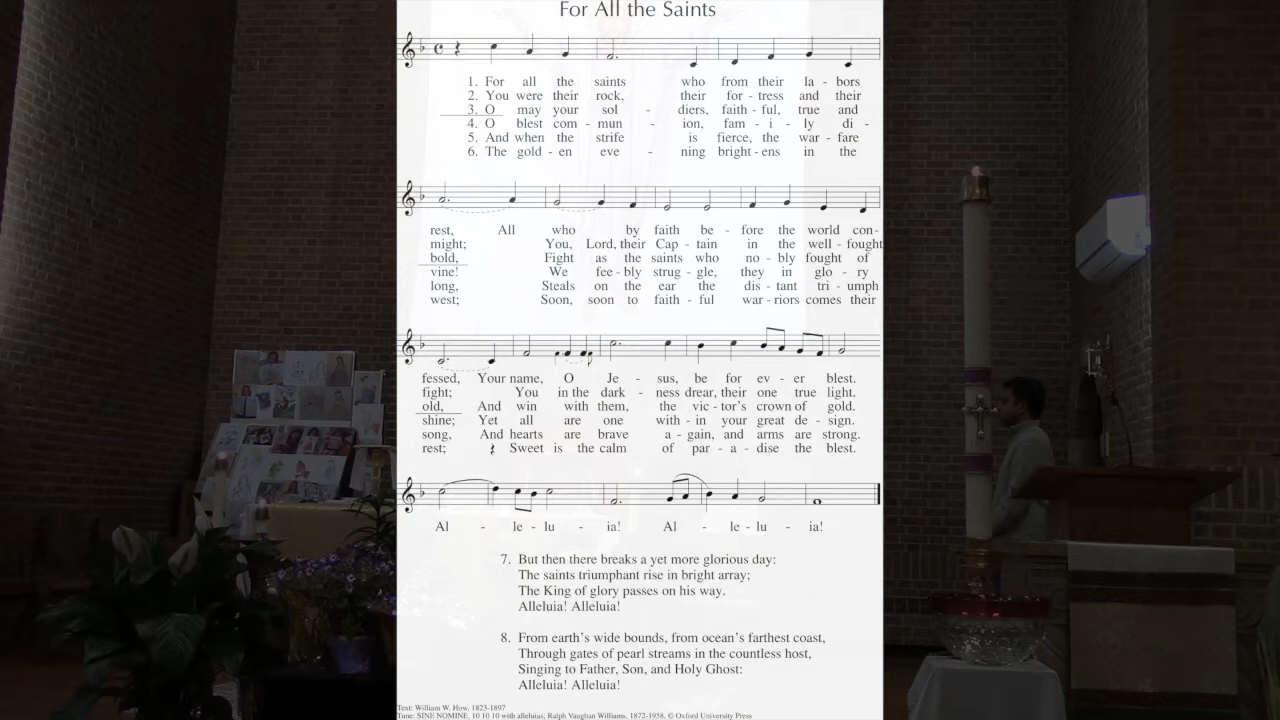 For All the Saints
1. For all the saints who from their la - bors
2. You were their rock, their for - tress and their
3. O may your sol - diers, faith - ful, true and
4. O blest com - mun - ion, fam - i - ly di -
5. And when the strife is fierce, the war - fare
6. The gold - en eve - ning bright - ens in the
rest, All who by faith be - fore the world con-
might; You, Lord, their Cap - tain in the well - fought
bold, Fight as the saints who no - bly fought of
vine! We fee - bly strug - gle, they in glo - ry
long, Steals on the ear the dis - tant tri - umph
west; Soon, soon to faith - ful war - riors comes their
fessed, Your name, O Je - sus, be for ev - er blest.
fight; You in the dark - ness drear, their one true light.
old, And win with them, the vic - tor's crown of gold.
shine; Yet all are one with - in your great de - sign.
song, And hearts are brave a - gain, and arms are strong.
rest; Sweet is the calm of par - a - dise the blest.
Al - le - lu - ia! Al - le - lu - ia!
7. But then there breaks a yet more glorious day:
The saints triumphant rise in bright array;
The King of glory passes on his way.
Alleluia! Alleluia!
8. From earth's wide bounds, from ocean's farthest coast,
Through gates of pearl streams in the countless host,
Singing to Father, Son, and Holy Ghost:
Alleluia! Alleluia!
Text: William W. How, 1823-1897
Tune: SINE NOMINE, 10 10 10 with alleluias; Ralph Vaughan Williams, 1872-1958, © Oxford University Press